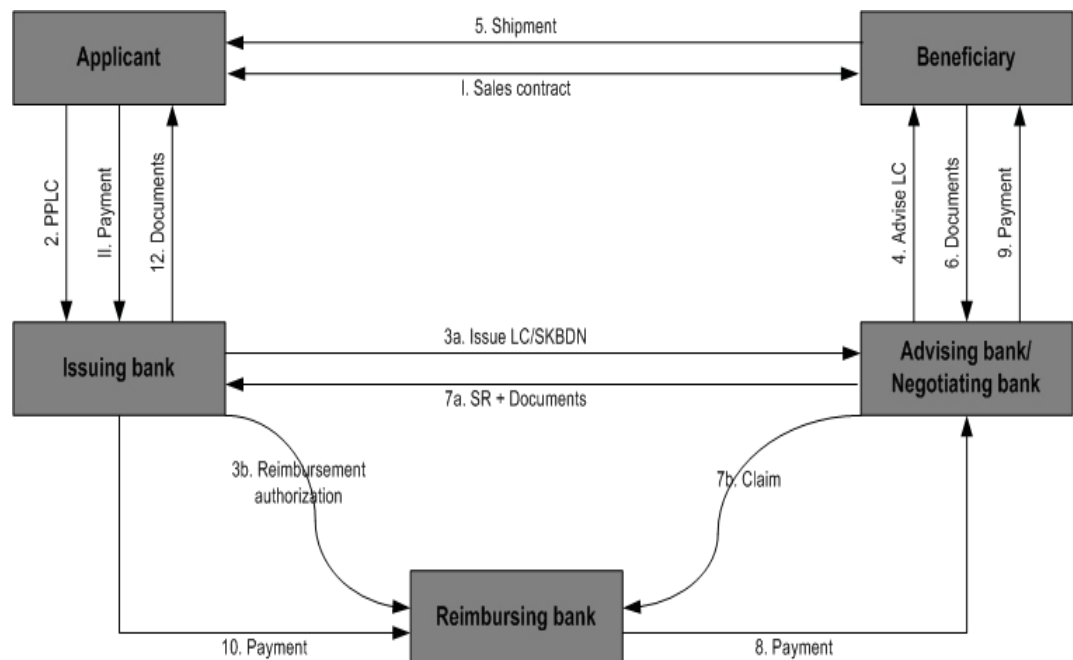 5. Shipment
Applicant
Beneficiary
I. Sales contract
2. PPLC
II. Payment
12. Documents
4. Advise LC
6. Documents
9. Payment
3a. Issue LC/SKBDN
Issuing bank
Advising bank/
Negotiating bank
7a. SR + Documents
3b. Reimbursement
authorization
7b. Claim
Reimbursing bank
10. Payment
8. Payment